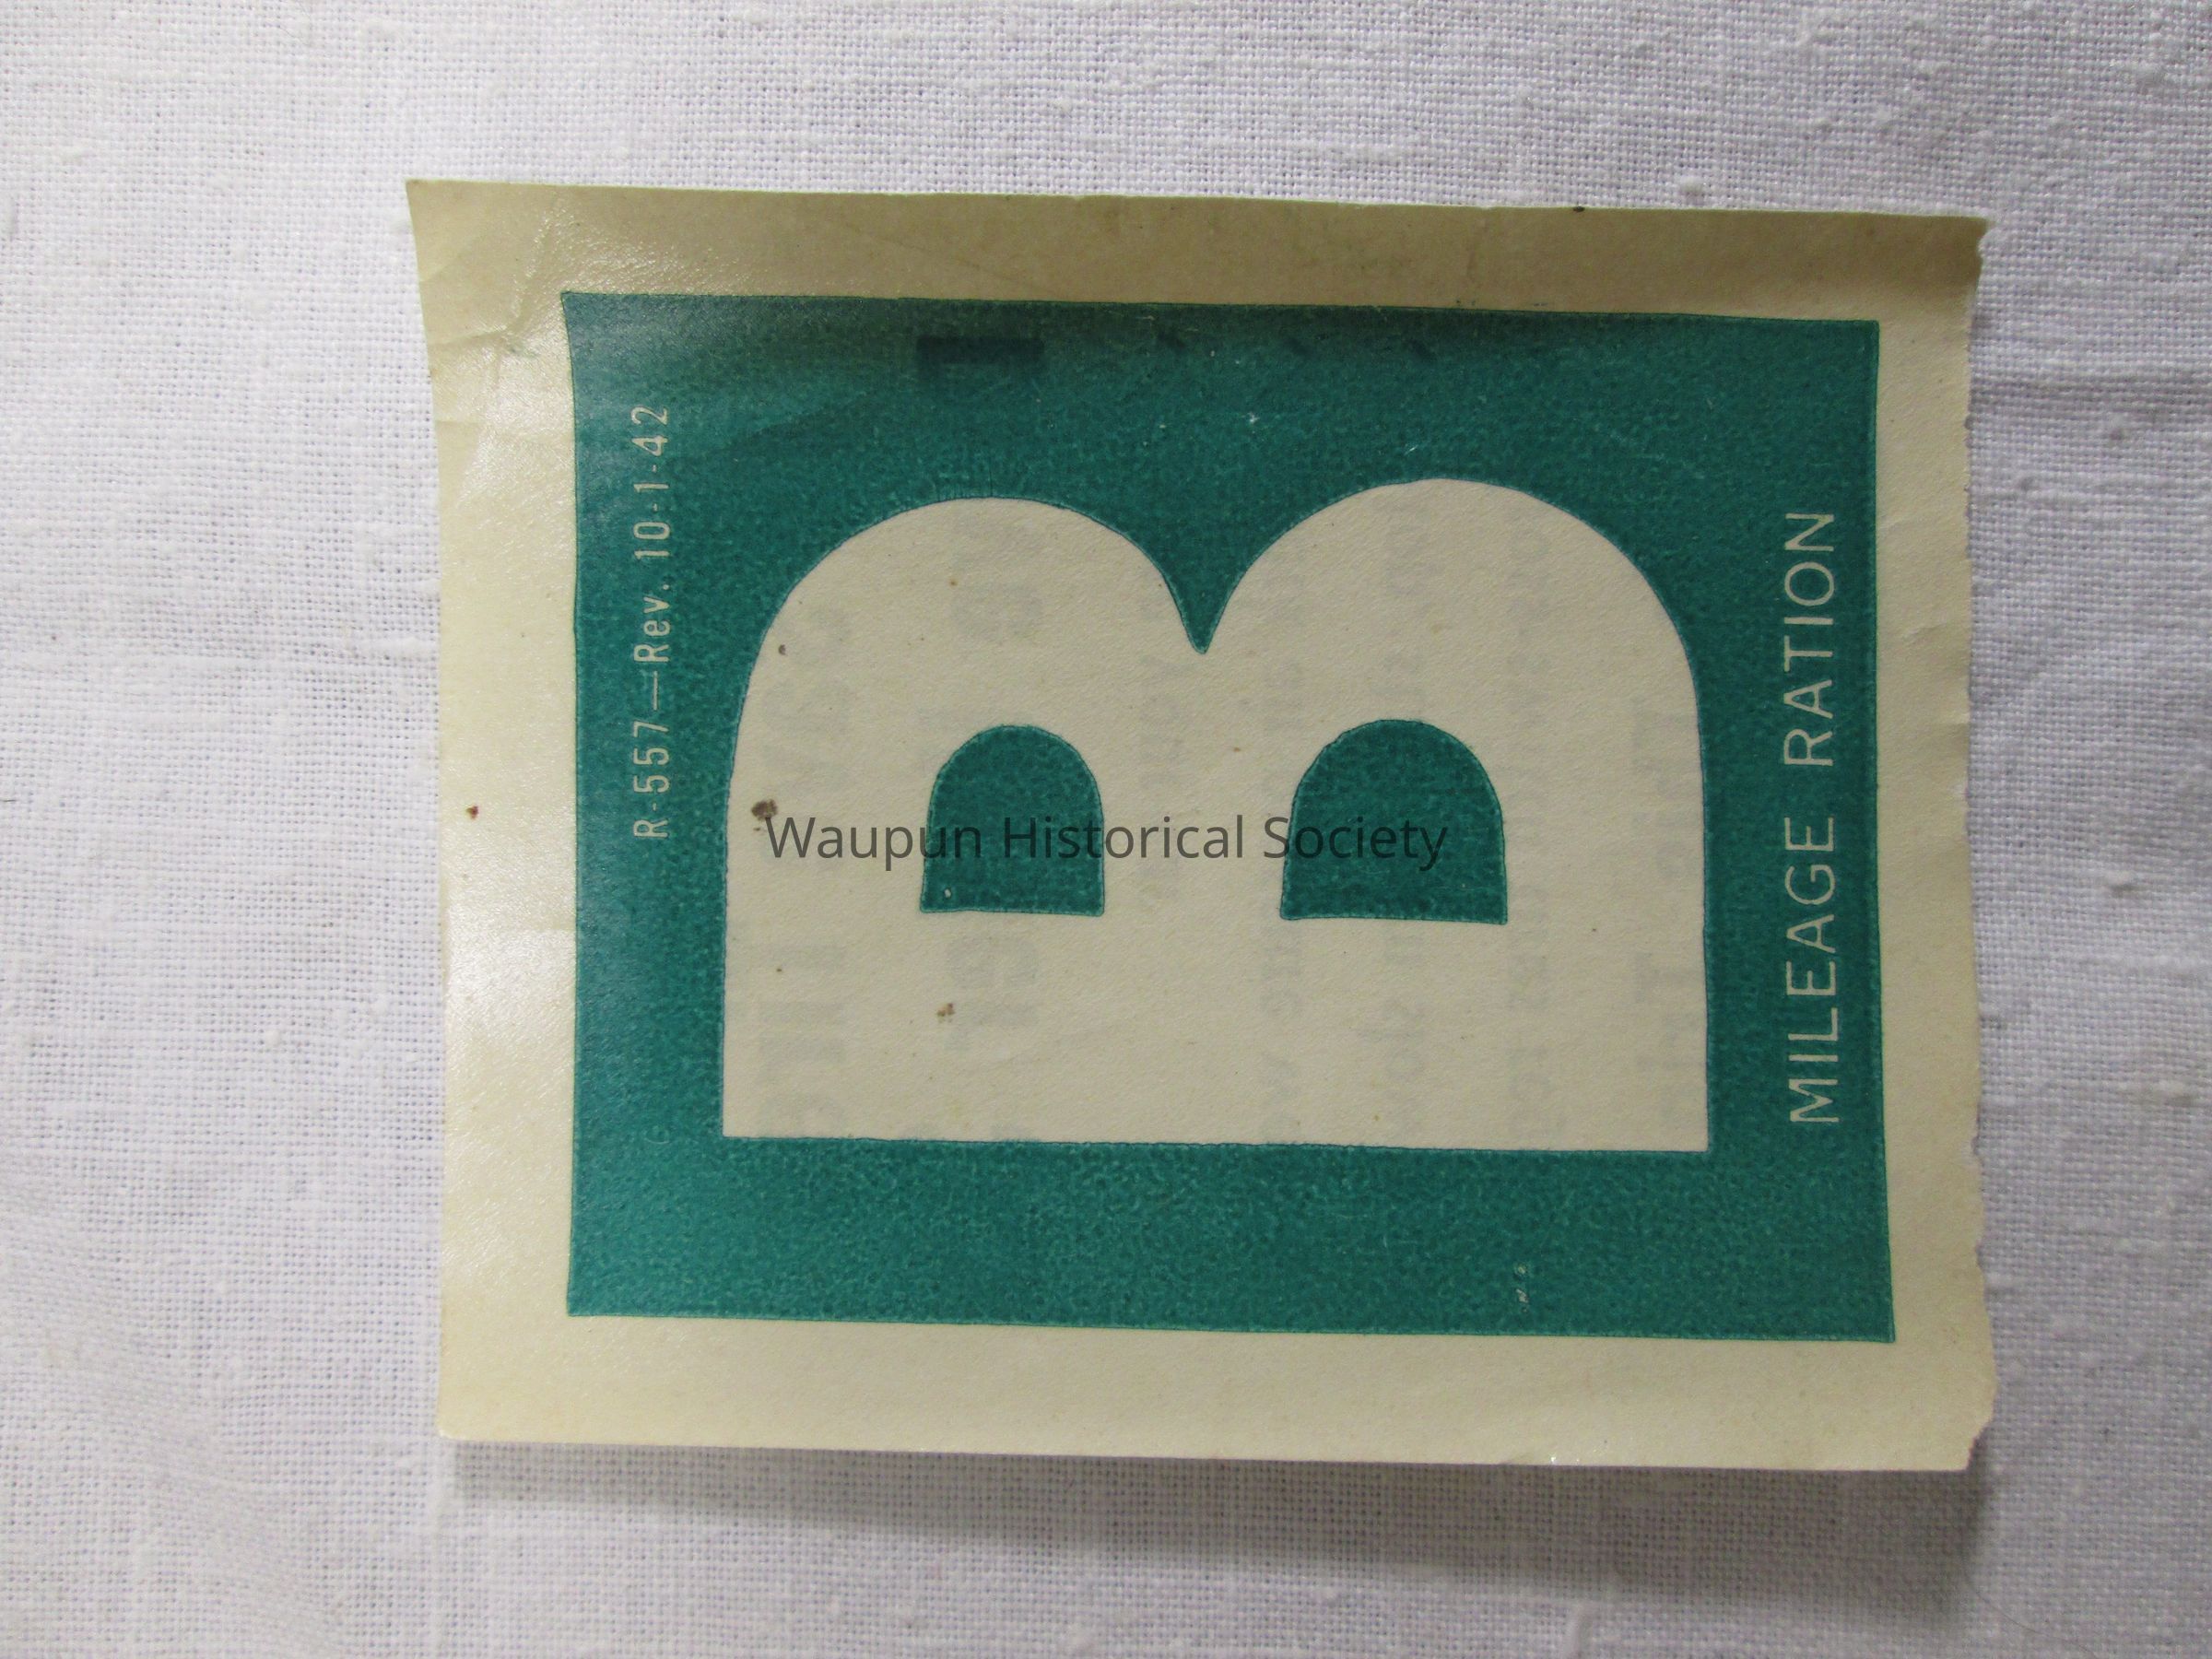 R-557—Rev. 10-1-42
B
MILEAGE RATION
Waupun Historical Society